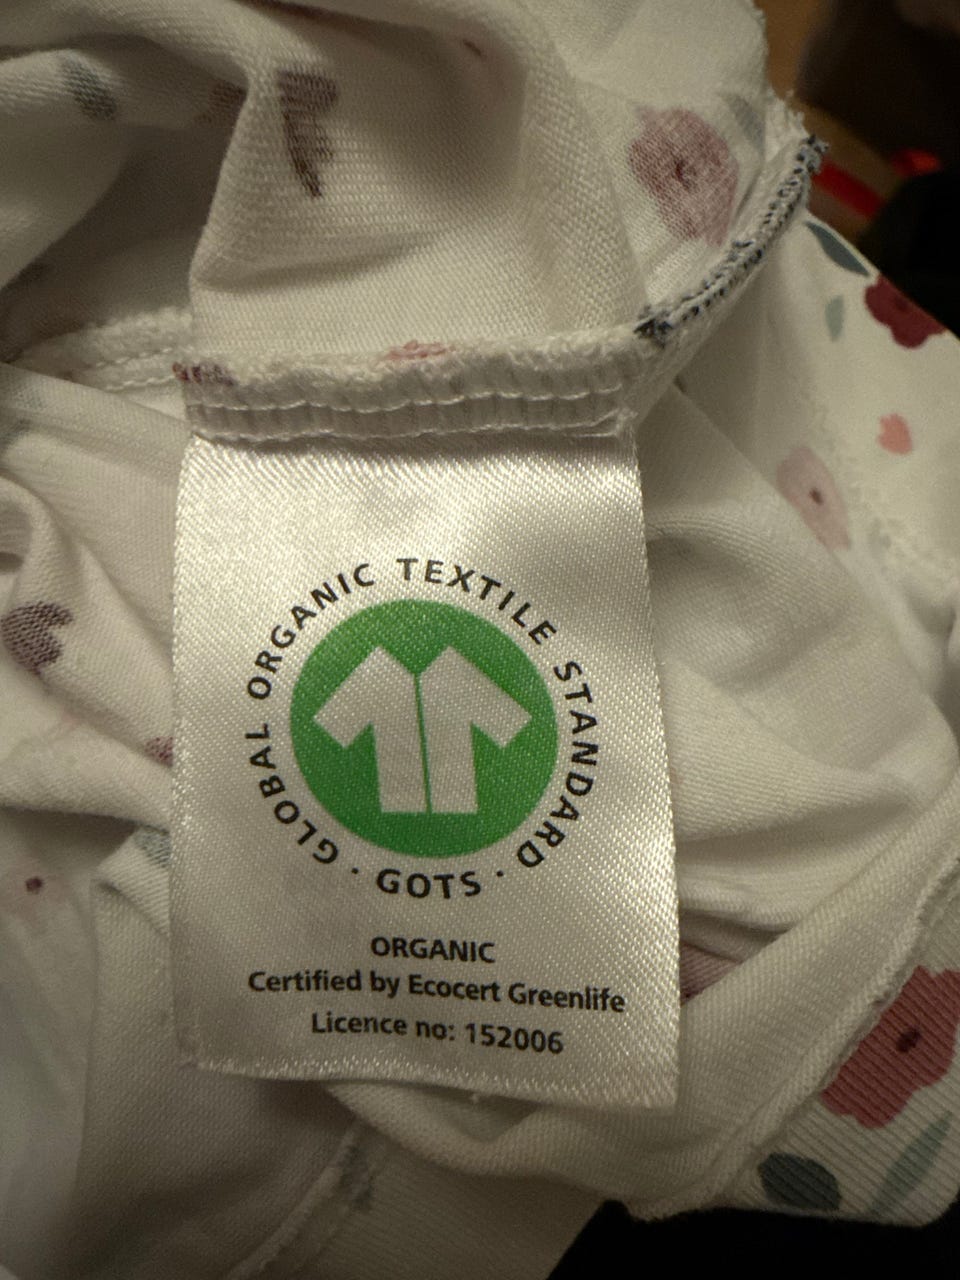 GLOBAL ORGANIC TEXTILE STANDARD · GOTS ·
ORGANIC
Certified by Ecocert Greenlife
Licence no: 152006